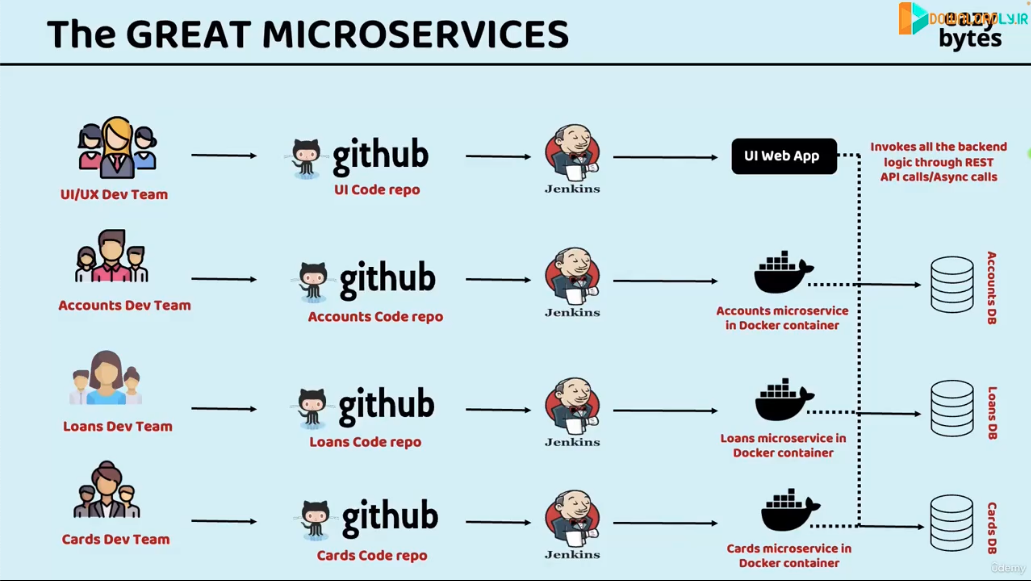 The GREAT MICROSERVICES
DOWNLOADLY.IR
eazy
bytes
UI/UX Dev Team
github
UI Code repo
Jenkins
UI Web App
Invokes all the backend
logic through REST
API calls/Async calls
Accounts Dev Team
github
Accounts Code repo
Jenkins
Accounts microservice
in Docker container
Accounts DB
Loans Dev Team
github
Loans Code repo
Jenkins
Loans microservice in
Docker container
Loans DB
Cards Dev Team
github
Cards Code repo
Jenkins
Cards microservice in
Docker container
Cards DB
Udemy